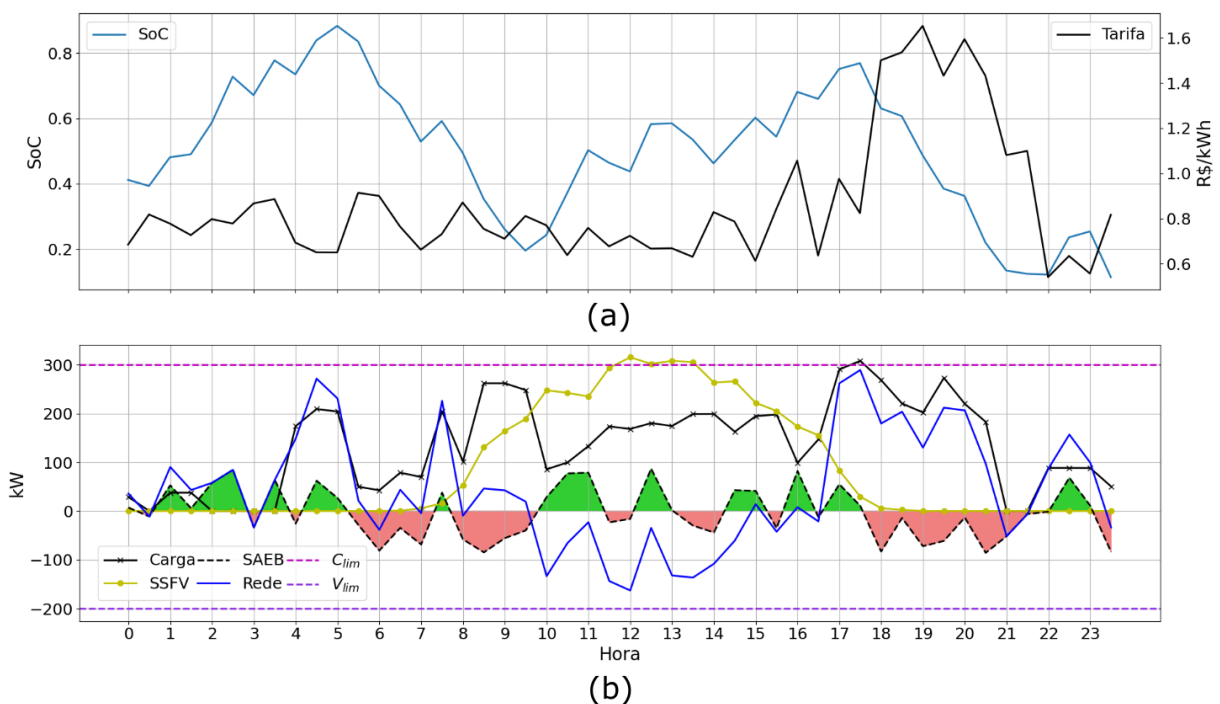 SoC
Tarifa
0.8
0.6
0.4
0.2
SoC
1.6
1.4
1.2
1.0
0.8
0.6
R$/kWh
(a)
300
200
100
0
−100
−200
kW
Carga
SSFV
SAEB
Rede
C_lim
V_lim
0 1 2 3 4 5 6 7 8 9 10 11 12 13 14 15 16 17 18 19 20 21 22 23
Hora
(b)